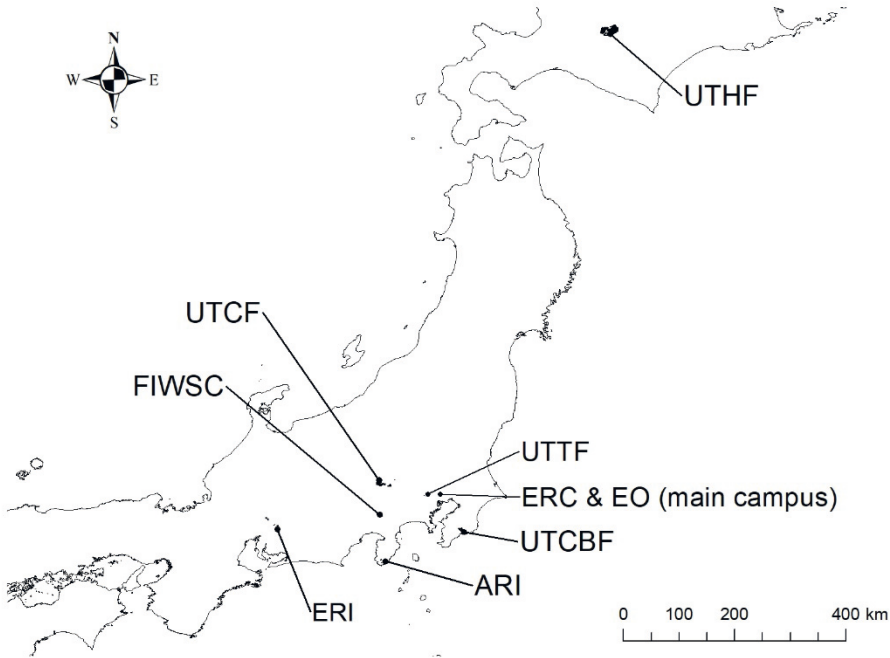 N
W E
S
UTHF
UTCF
FIWSC
UTTF
ERC & EO (main campus)
UTCBF
ARI
ERI
0 100 200 400 km